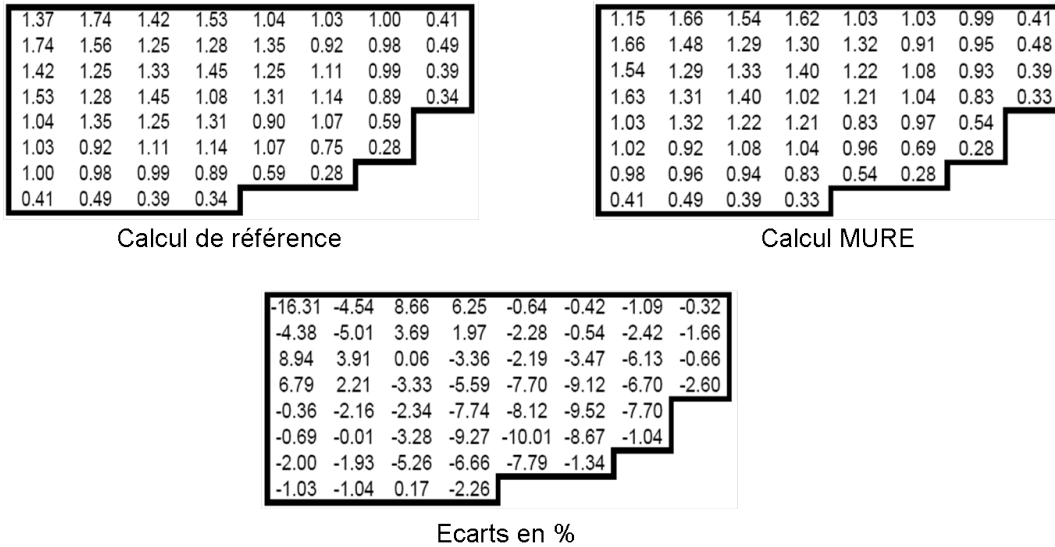 1.37 1.74 1.42 1.53 1.04 1.03 1.00 0.41
1.74 1.56 1.25 1.28 1.35 0.92 0.98 0.49
1.42 1.25 1.33 1.45 1.25 1.11 0.99 0.39
1.53 1.28 1.45 1.08 1.31 1.14 0.89 0.34
1.04 1.35 1.25 1.31 0.90 1.07 0.59
1.03 0.92 1.11 1.14 1.07 0.75 0.28
1.00 0.98 0.99 0.89 0.59 0.28
0.41 0.49 0.39 0.34
Calcul de référence
1.15 1.66 1.54 1.62 1.03 1.03 0.99 0.41
1.66 1.48 1.29 1.30 1.32 0.91 0.95 0.48
1.54 1.29 1.33 1.40 1.22 1.08 0.93 0.39
1.63 1.31 1.40 1.02 1.21 1.04 0.83 0.33
1.03 1.32 1.22 1.21 0.83 0.97 0.54
1.02 0.92 1.08 1.04 0.96 0.69 0.28
0.98 0.96 0.94 0.83 0.54 0.28
0.41 0.49 0.39 0.33
Calcul MURE
-16.31 -4.54 8.66 6.25 -0.64 -0.42 -1.09 -0.32
-4.38 -5.01 3.69 1.97 -2.28 -0.54 -2.42 -1.66
8.94 3.91 0.06 -3.36 -2.19 -3.47 -6.13 -0.66
6.79 2.21 -3.33 -5.59 -7.70 -9.12 -6.70 -2.60
-0.36 -2.16 -2.34 -7.74 -8.12 -9.52 -7.70
-0.69 -0.01 -3.28 -9.27 -10.01 -8.67 -1.04
-2.00 -1.93 -5.26 -6.66 -7.79 -1.34
-1.03 -1.04 0.17 -2.26
Ecarts en %